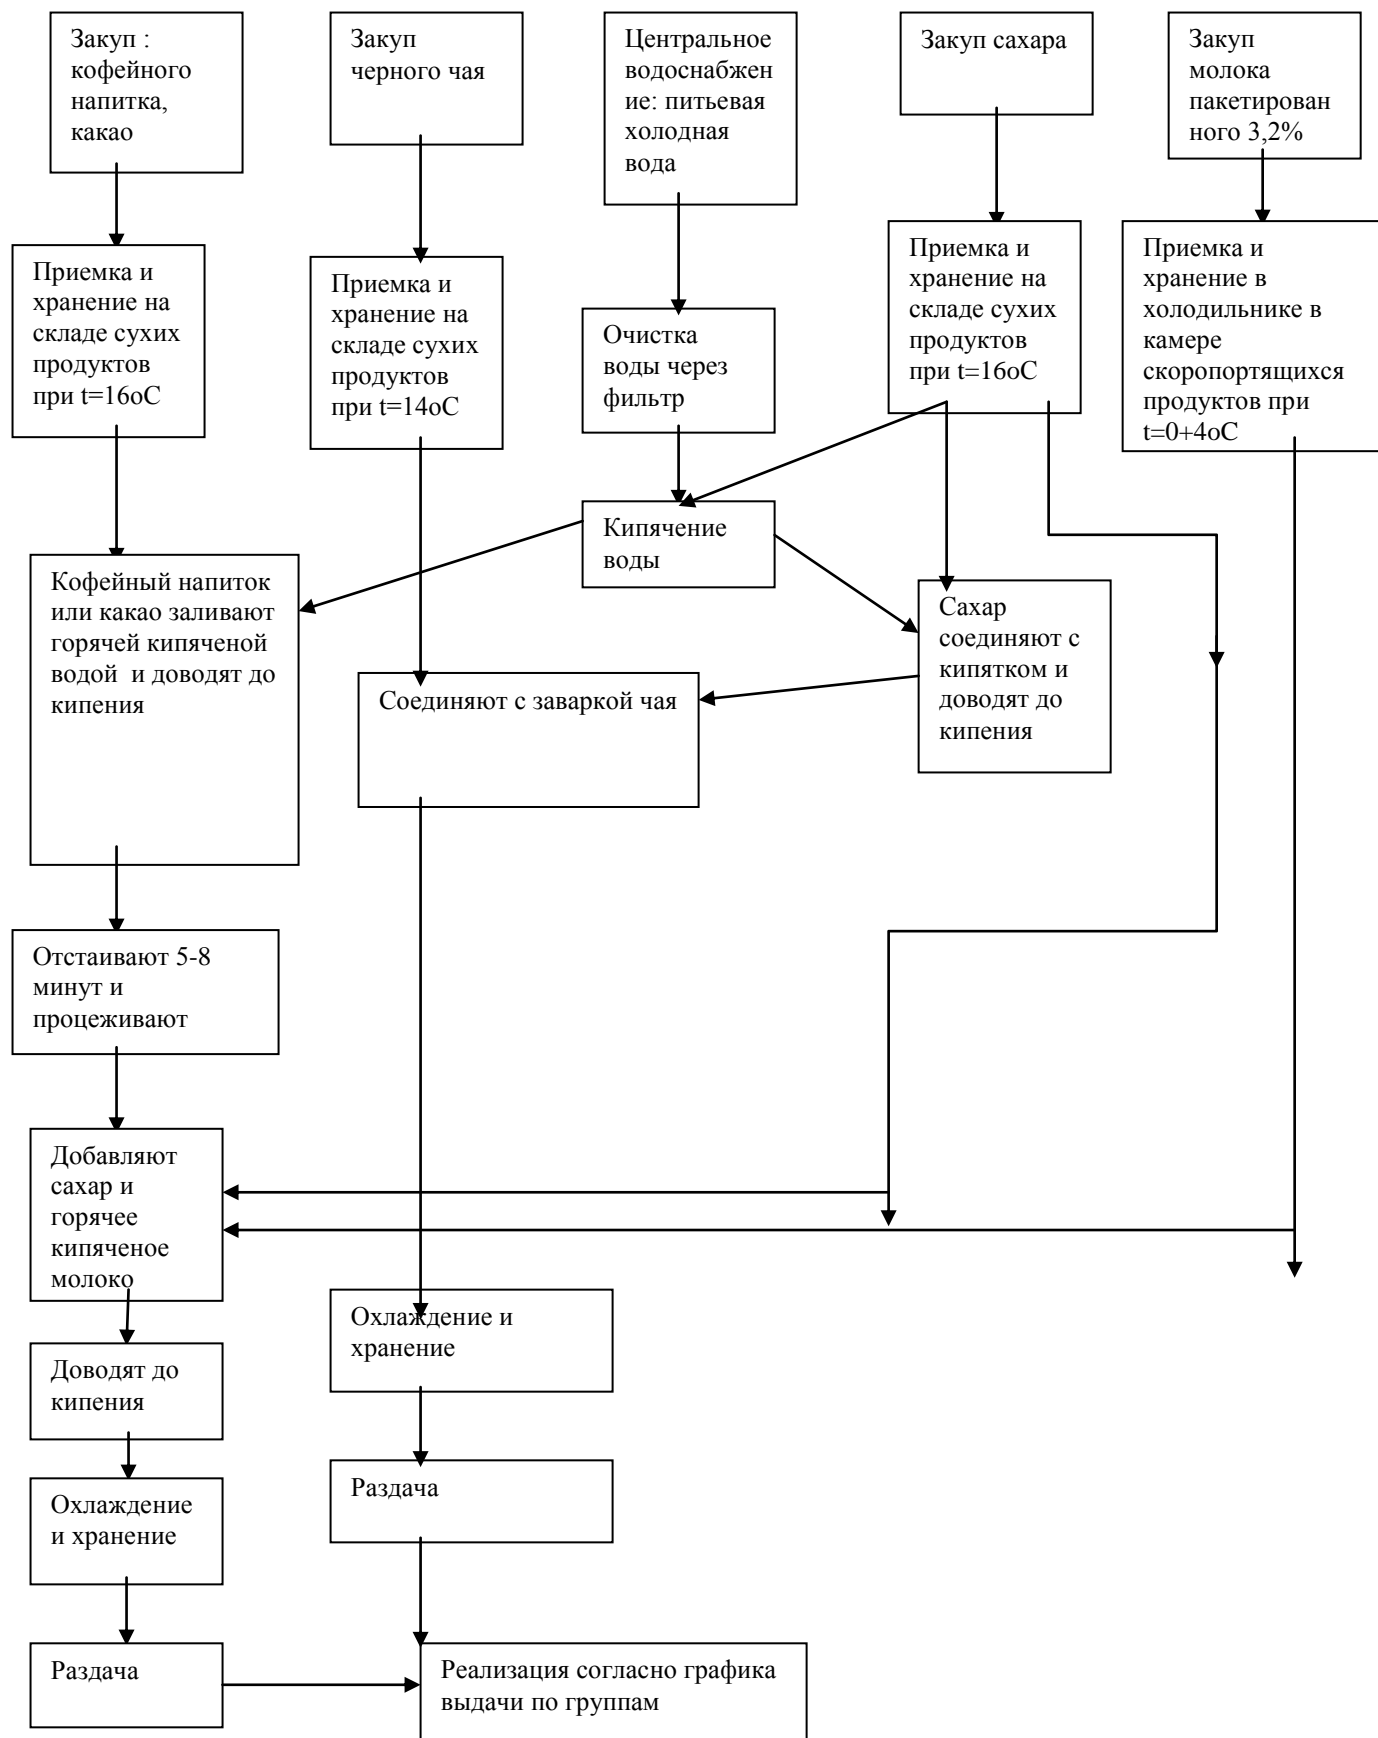 Закуп :
кофейного
напитка,
какао
Закуп
черного чая
Центральное
водоснабжен
ие: питьевая
холодная
вода
Закуп сахара
Закуп
молока
пакетирован
ного 3,2%
Приемка и
хранение на
складе сухих
продуктов
при t=16оС
Приемка и
хранение на
складе сухих
продуктов
при t=14оС
Очистка
воды через
фильтр
Приемка и
хранение на
складе сухих
продуктов
при t=16оС
Приемка и
хранение в
холодильнике в
камере
скоропортящихся
продуктов при
t=0+4оС
Кипячение
воды
Кофейный напиток
или какао заливают
горячей кипяченой
водой  и доводят до
кипения
Соединяют с заваркой чая
Сахар
соединяют с
кипятком и
доводят до
кипения
Отстаивают 5-8
минут и
процеживают
Добавляют
сахар и
горячее
кипяченое
молоко
Охлаждение и
хранение
Доводят до
кипения
Раздача
Охлаждение
и хранение
Раздача
Реализация согласно графика
выдачи по группам